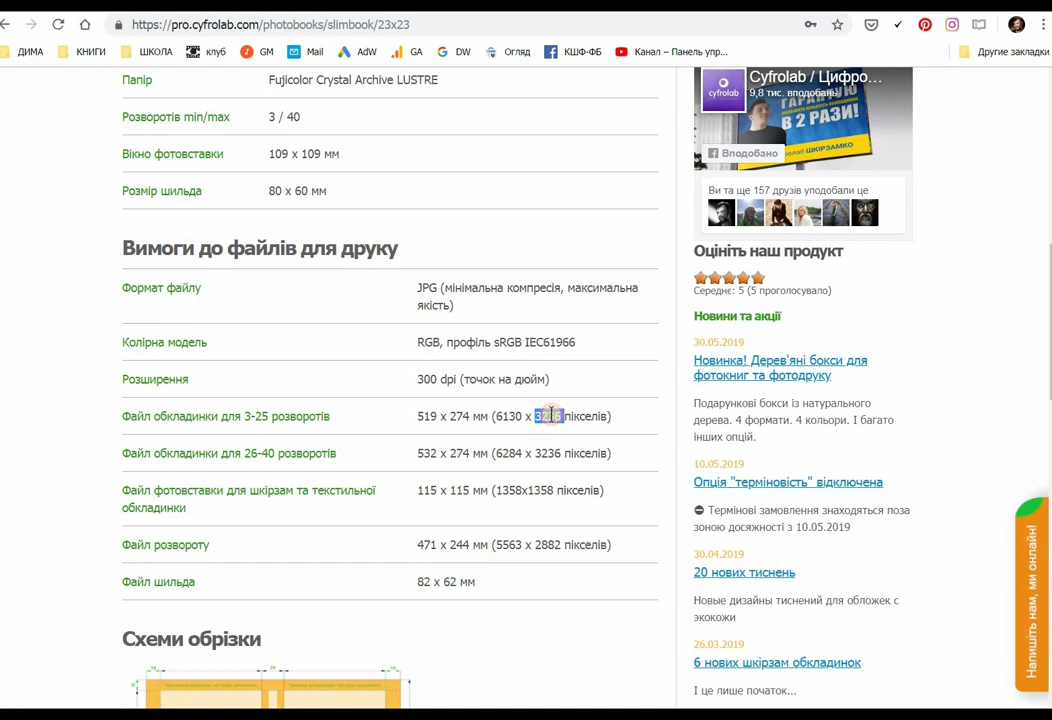 https://pro.cyfrolab.com/photobooks/slimbook/23x23
ДИМА
КНИГИ
ШКОЛА
клуб
GM
Mail
AdW
GA
DW
Огляд
КШФ-ФБ
Канал – Панель упр...
Другие закладки
Папір
Fujicolor Crystal Archive LUSTRE
Розворотів min/max
3 / 40
Вікно фотовставки
109 x 109 мм
Розмір шильда
80 x 60 мм
Вимоги до файлів для друку
Формат файлу
JPG (мінімальна компресія, максимальна
якість)
Колірна модель
RGB, профіль sRGB IEC61966
Розширення
300 dpi (точок на дюйм)
Файл обкладинки для 3-25 розворотів
519 x 274 мм (6130 x пікселів)
Файл обкладинки для 26-40 розворотів
532 x 274 мм (6284 x 3236 пікселів)
Файл фотовставки для шкірзам та текстильної
обкладинки
115 x 115 мм (1358x1358 пікселів)
Файл розвороту
471 x 244 мм (5563 x 2882 пікселів)
Файл шильда
82 x 62 мм
Схеми обрізки
Cyfrolab / Цифро...
9,8 тис. вподобань
ГАРАНТУЮ
ВПОДОБАННЯ
В 2 РАЗИ!
cyfrolab
ШКІРЗАМКО
Вподобано
Ви та ще 157 друзів уподобали це
Оцініть наш продукт
Середнє: 5 (5 проголосувало)
Новини та акції
30.05.2019
Новинка! Дерев'яні бокси для
фотокниг та фотодруку
Подарункові бокси із натурального
дерева. 4 формати. 4 кольори. І багато
інших опцій.
10.05.2019
Опція "терміновість" відключена
Термінові замовлення знаходяться поза
зоною досяжності з 10.05.2019
30.04.2019
20 нових тиснень
Новые дизайны тиснений для обложек с
экокожи
26.03.2019
6 нових шкірзам обкладинок
І це лише початок...
Напишіть нам, ми онлайн!